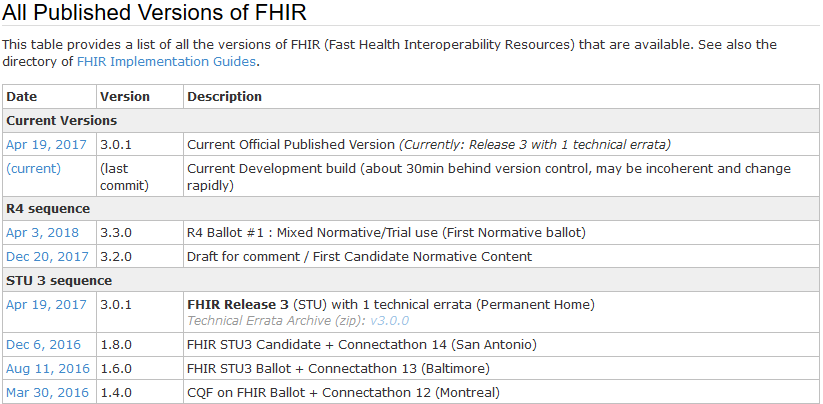 All Published Versions of FHIR
This table provides a list of all the versions of FHIR (Fast Health Interoperability Resources) that are available. See also the
directory of FHIR Implementation Guides.
Date Version Description
Current Versions
Apr 19, 2017 3.0.1 Current Official Published Version (Currently: Release 3 with 1 technical errata)
(current) (last Current Development build (about 30min behind version control, may be incoherent and change
commit) rapidly)
R4 sequence
Apr 3, 2018 3.3.0 R4 Ballot #1 : Mixed Normative/Trial use (First Normative ballot)
Dec 20, 2017 3.2.0 Draft for comment / First Candidate Normative Content
STU 3 sequence
Apr 19, 2017 3.0.1 FHIR Release 3 (STU) with 1 technical errata (Permanent Home)
Technical Errata Archive (zip): v3.0.0
Dec 6, 2016 1.8.0 FHIR STU3 Candidate + Connectathon 14 (San Antonio)
Aug 11, 2016 1.6.0 FHIR STU3 Ballot + Connectathon 13 (Baltimore)
Mar 30, 2016 1.4.0 CQF on FHIR Ballot + Connectathon 12 (Montreal)